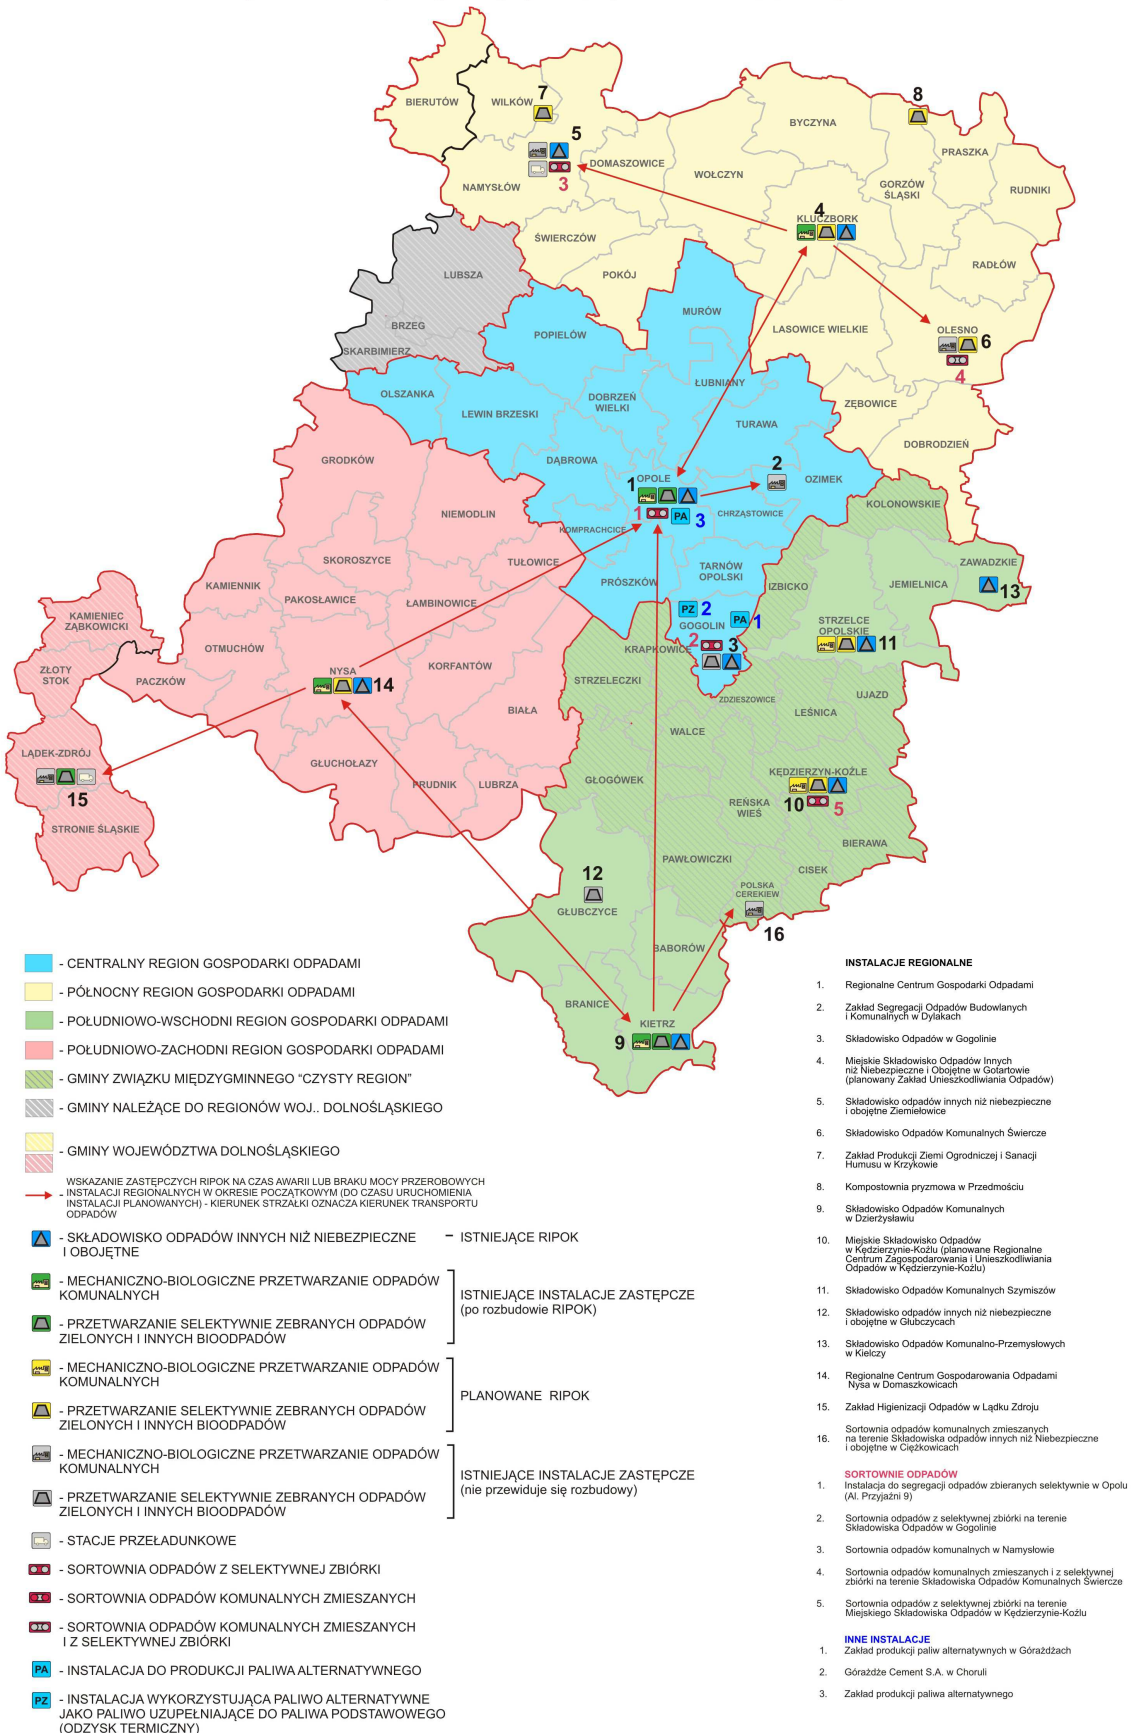 BIERUTÓW
WILKÓW
7
8
BYCZYNA
PRASZKA
5
DOMASZOWICE
WOŁCZYN
GORZÓW
ŚLĄSKI
RUDNIKI
NAMYSŁÓW
3
4
KLUCZBORK
ŚWIERCZÓW
POKÓJ
RADŁÓW
LUBSZA
BRZEG
SKARBIMIERZ
MURÓW
POPIELÓW
LASOWICE WIELKIE
OLESNO
6
4
OLSZANKA
LEWIN BRZESKI
DOBRZEŃ
WIELKI
ŁUBNIANY
TURAWA
ZĘBOWICE
DOBRODZIEŃ
GRODKÓW
DĄBROWA
OPOLE
1
2
OZIMEK
1
PA
3
CHRZĄSTOWICE
KOLONOWSKIE
NIEMODLIN
KOMPRACHCICE
SKOROSZYCE
TUŁOWICE
PRÓSZKÓW
TARNÓW
OPOLSKI
IZBICKO
JEMIELNICA
ZAWADZKIE
13
KAMIENNIK
PAKOSŁAWICE
ŁAMBINOWICE
KAMIENIEC
ZĄBKOWICKI
PZ
2
PA
1
GOGOLIN
2
3
STRZELCE
OPOLSKIE
11
OTMUCHÓW
KRAPKOWICE
ZŁOTY
STOK
PACZKÓW
NYSA
14
KORFANTÓW
STRZELECZKI
ZDZIESZOWICE
UJAZD
LEŚNICA
BIAŁA
WALCE
LĄDEK-ZDRÓJ
15
GŁUCHOŁAZY
PRUDNIK
LUBRZA
GŁOGÓWEK
KĘDZIERZYN-KOŹLE
10
5
REŃSKA
WIEŚ
STRONIE ŚLĄSKIE
BIERAWA
PAWŁOWICZKI
CISEK
12
GŁUBCZYCE
POLSKA
CEREKIEW
16
BABORÓW
BRANICE
KIETRZ
9
- CENTRALNY REGION GOSPODARKI ODPADAMI
- PÓŁNOCNY REGION GOSPODARKI ODPADAMI
- POŁUDNIOWO-WSCHODNI REGION GOSPODARKI ODPADAMI
- POŁUDNIOWO-ZACHODNI REGION GOSPODARKI ODPADAMI
- GMINY ZWIĄZKU MIĘDZYGMINNEGO "CZYSTY REGION"
- GMINY NALEŻĄCE DO REGIONÓW WOJ.. DOLNOŚLĄSKIEGO
- GMINY WOJEWÓDZTWA DOLNOŚLĄSKIEGO
WSKAZANIE ZASTĘPCZYCH RIPOK NA CZAS AWARII LUB BRAKU MOCY PRZEROBOWYCH
- INSTALACJI REGIONALNYCH W OKRESIE POCZĄTKOWYM (DO CZASU URUCHOMIENIA
INSTALACJI PLANOWANYCH) - KIERUNEK STRZAŁKI OZNACZA KIERUNEK TRANSPORTU
ODPADÓW
- SKŁADOWISKO ODPADÓW INNYCH NIŻ NIEBEZPIECZNE
I OBOJĘTNE
– ISTNIEJĄCE RIPOK
- MECHANICZNO-BIOLOGICZNE PRZETWARZANIE ODPADÓW
KOMUNALNYCH
- PRZETWARZANIE SELEKTYWNIE ZEBRANYCH ODPADÓW
ZIELONYCH I INNYCH BIOODPADÓW
ISTNIEJĄCE INSTALACJE ZASTĘPCZE
(po rozbudowie RIPOK)
- MECHANICZNO-BIOLOGICZNE PRZETWARZANIE ODPADÓW
KOMUNALNYCH
- PRZETWARZANIE SELEKTYWNIE ZEBRANYCH ODPADÓW
ZIELONYCH I INNYCH BIOODPADÓW
PLANOWANE RIPOK
- MECHANICZNO-BIOLOGICZNE PRZETWARZANIE ODPADÓW
KOMUNALNYCH
- PRZETWARZANIE SELEKTYWNIE ZEBRANYCH ODPADÓW
ZIELONYCH I INNYCH BIOODPADÓW
ISTNIEJĄCE INSTALACJE ZASTĘPCZE
(nie przewiduje się rozbudowy)
- STACJE PRZEŁADUNKOWE
- SORTOWNIA ODPADÓW Z SELEKTYWNEJ ZBIÓRKI
- SORTOWNIA ODPADÓW KOMUNALNYCH ZMIESZANYCH
- SORTOWNIA ODPADÓW KOMUNALNYCH ZMIESZANYCH
I Z SELEKTYWNEJ ZBIÓRKI
PA - INSTALACJA DO PRODUKCJI PALIWA ALTERNATYWNEGO
PZ - INSTALACJA WYKORZYSTUJĄCA PALIWO ALTERNATYWNE
JAKO PALIWO UZUPEŁNIAJĄCE DO PALIWA PODSTAWOWEGO
(ODZYSK TERMICZNY)
INSTALACJE REGIONALNE
1. Regionalne Centrum Gospodarki Odpadami
2. Zakład Segregacji Odpadów Budowlanych
i Komunalnych w Dylakach
3. Składowisko Odpadów w Gogolinie
4. Miejskie Składowisko Odpadów Innych
niż Niebezpieczne i Obojętne w Gotartowie
(planowany Zakład Unieszkodliwiania Odpadów)
5. Składowisko odpadów innych niż niebezpieczne
i obojętne Ziemiełowice
6. Składowisko Odpadów Komunalnych Świercze
7. Zakład Produkcji Ziemi Ogrodniczej i Sanacji
Humusu w Krzykowie
8. Kompostownia pryzmowa w Przedmościu
9. Składowisko Odpadów Komunalnych
w Dzierżysławiu
10. Miejskie Składowisko Odpadów
w Kędzierzynie-Koźlu (planowane Regionalne
Centrum Zagospodarowania i Unieszkodliwiania
Odpadów w Kędzierzynie-Koźlu)
11. Składowisko Odpadów Komunalnych Szymiszów
12. Składowisko odpadów innych niż niebezpieczne
i obojętne w Głubczycach
13. Składowisko Odpadów Komunalno-Przemysłowych
w Kielczy
14. Regionalne Centrum Gospodarowania Odpadami
Nysa w Domaszkowicach
15. Zakład Higienizacji Odpadów w Lądku Zdroju
Sortownia odpadów komunalnych zmieszanych
16. na terenie Składowiska odpadów innych niż Niebezpieczne
i obojętne w Ciężkowicach
SORTOWNIE ODPADÓW
1. Instalacja do segregacji odpadów zbieranych selektywnie w Opolu
(Al. Przyjaźni 9)
2. Sortownia odpadów z selektywnej zbiórki na terenie
Składowiska Odpadów w Gogolinie
3. Sortownia odpadów komunalnych w Namysłowie
4. Sortownia odpadów komunalnych zmieszanych i z selektywnej
zbiórki na terenie Składowiska Odpadów Komunalnych Świercze
5. Sortownia odpadów z selektywnej zbiórki na terenie
Miejskiego Składowiska Odpadów w Kędzierzynie-Koźlu
INNE INSTALACJE
1. Zakład produkcji paliw alternatywnych w Górażdżach
2. Górażdże Cement S.A. w Choruli
3. Zakład produkcji paliwa alternatywnego